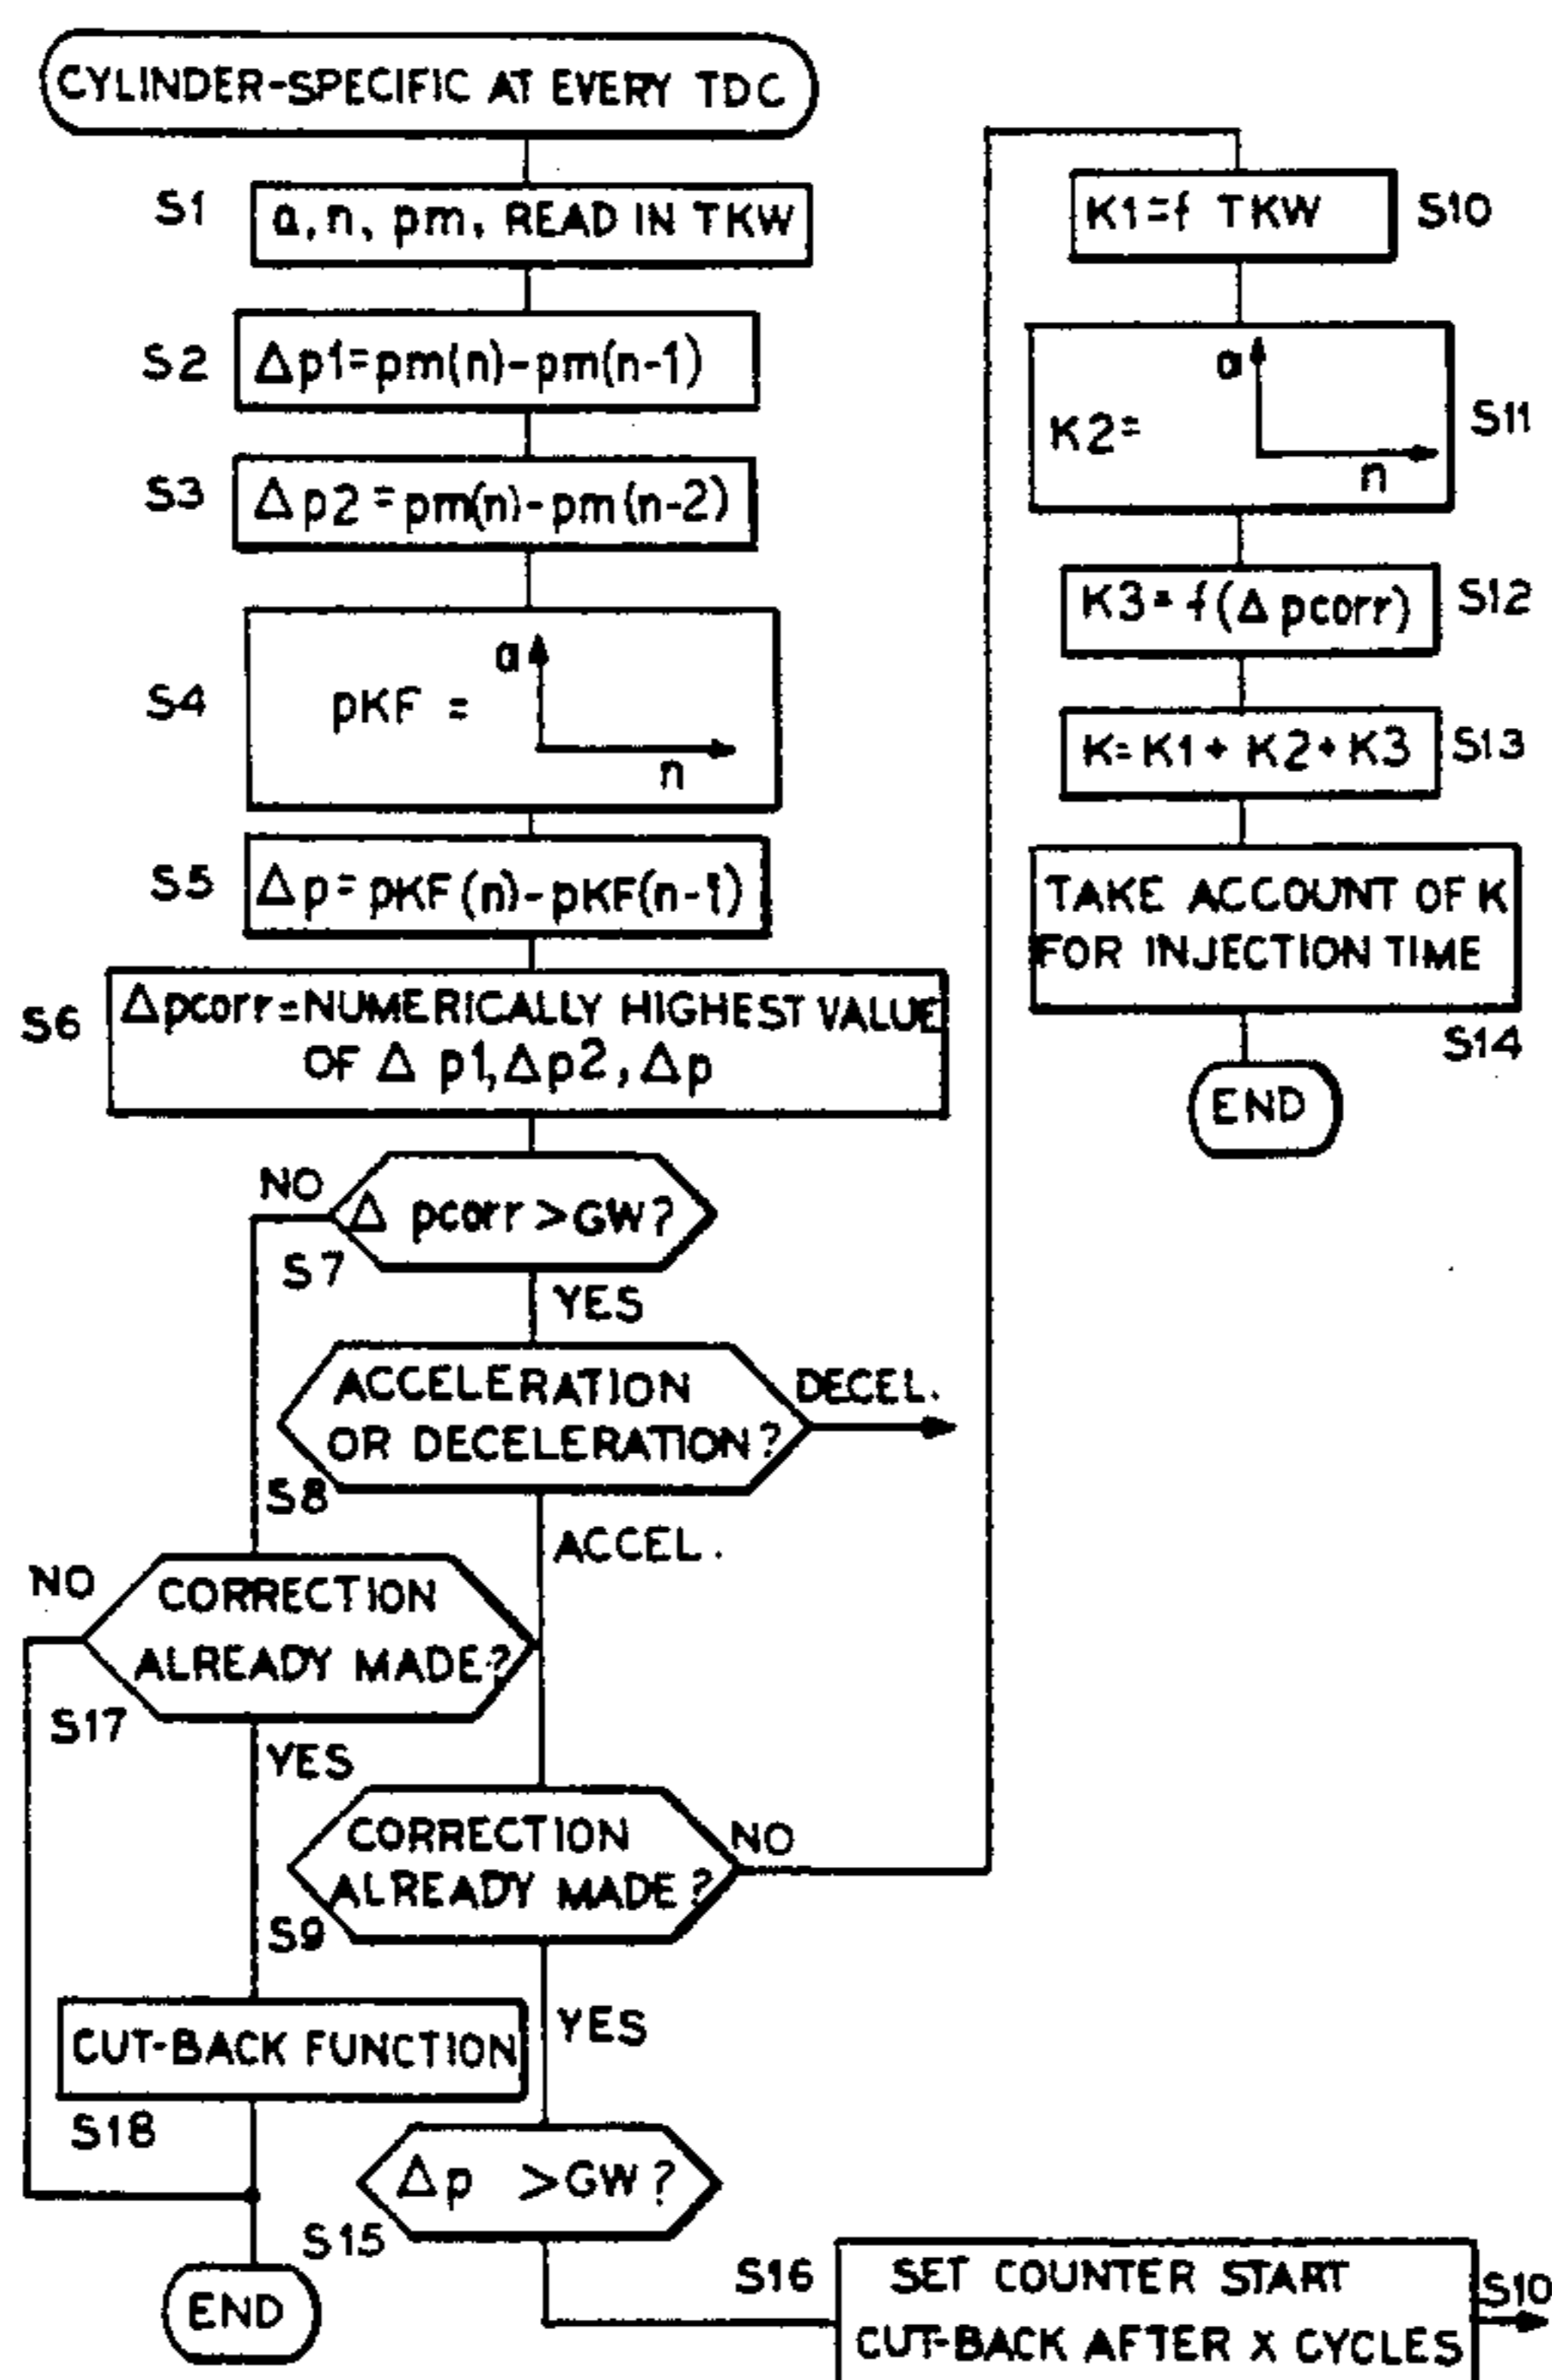 CYLINDER-SPECIFIC AT EVERY TDC
S1
a, n, pm, READ IN TKW
S2
Δp1=pm(n)-pm(n-1)
S3
Δp2=pm(n)-pm(n-2)
S4
pKF =
a
n
S5
Δp=pKF(n)-pKF(n-1)
S6
Δpcorr=NUMERICALLY HIGHEST VALUE
OF Δ p1,Δp2,Δp
NO
Δ pcorr>GW?
S7
YES
ACCELERATION
OR DECELERATION?
DECEL.
S8
ACCEL.
NO
CORRECTION
ALREADY MADE?
S17
YES
CORRECTION
ALREADY MADE?
NO
S9
YES
CUT-BACK FUNCTION
S18
Δp >GW?
S15
END
S16
SET COUNTER START
CUT-BACK AFTER X CYCLES
S10
K1=f TKW
S10
K2=
a
n
S11
K3=f(Δ pcorr)
S12
K=K1+K2+K3
S13
TAKE ACCOUNT OF K
FOR INJECTION TIME
S14
END